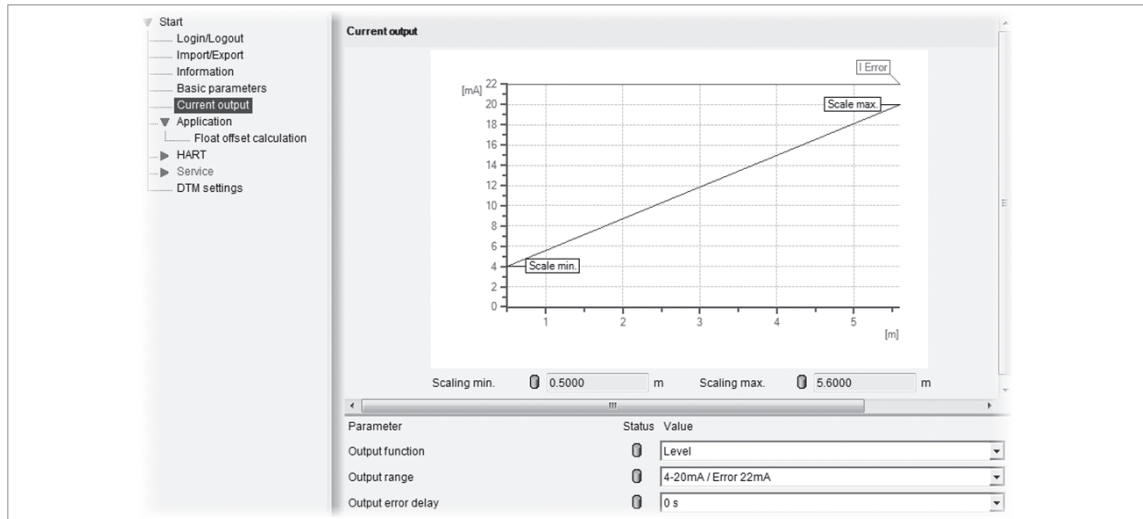 Start
Login/Logout
Import/Export
Information
Basic parameters
Current output
Application
Float offset calculation
HART
Service
DTM settings
Current output
I Error
[mA]
22
20
Scale max.
18
16
14
12
10
8
6
4
Scale min.
2
0
1 2 3 4 5
[m]
Scaling min. 0.5000 m Scaling max. 5.6000 m
Parameter Status Value
Output function Level
Output range 4-20mA / Error 22mA
Output error delay 0 s